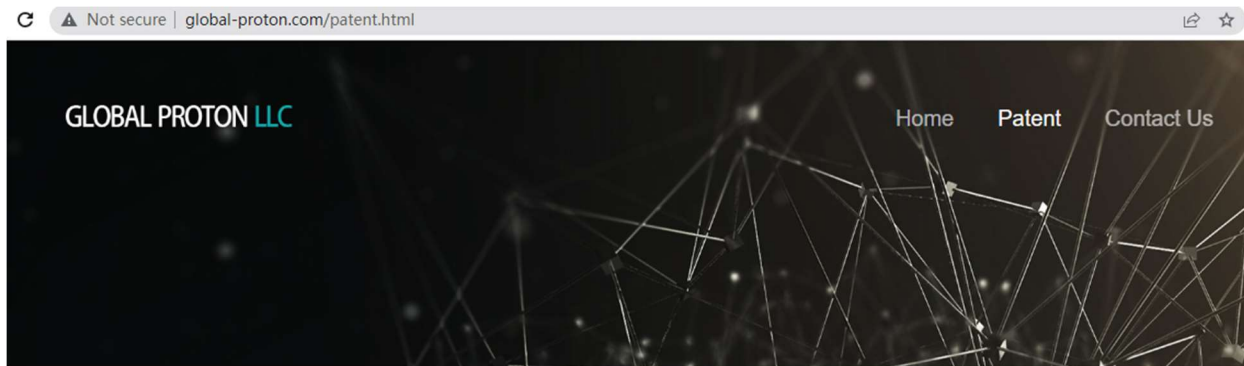 Not secure | global-proton.com/patent.html
GLOBAL PROTON LLC
Home Patent Contact Us